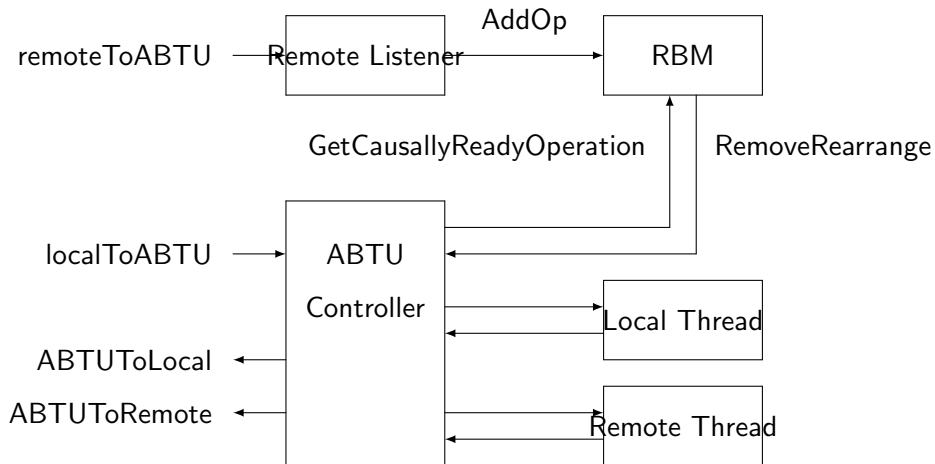 AddOp
remoteToABTU
Remote Listener
RBM
GetCausallyReadyOperation
RemoveRearrange
localToABTU
ABTU
Controller
Local Thread
ABTUToLocal
ABTUToRemote
Remote Thread